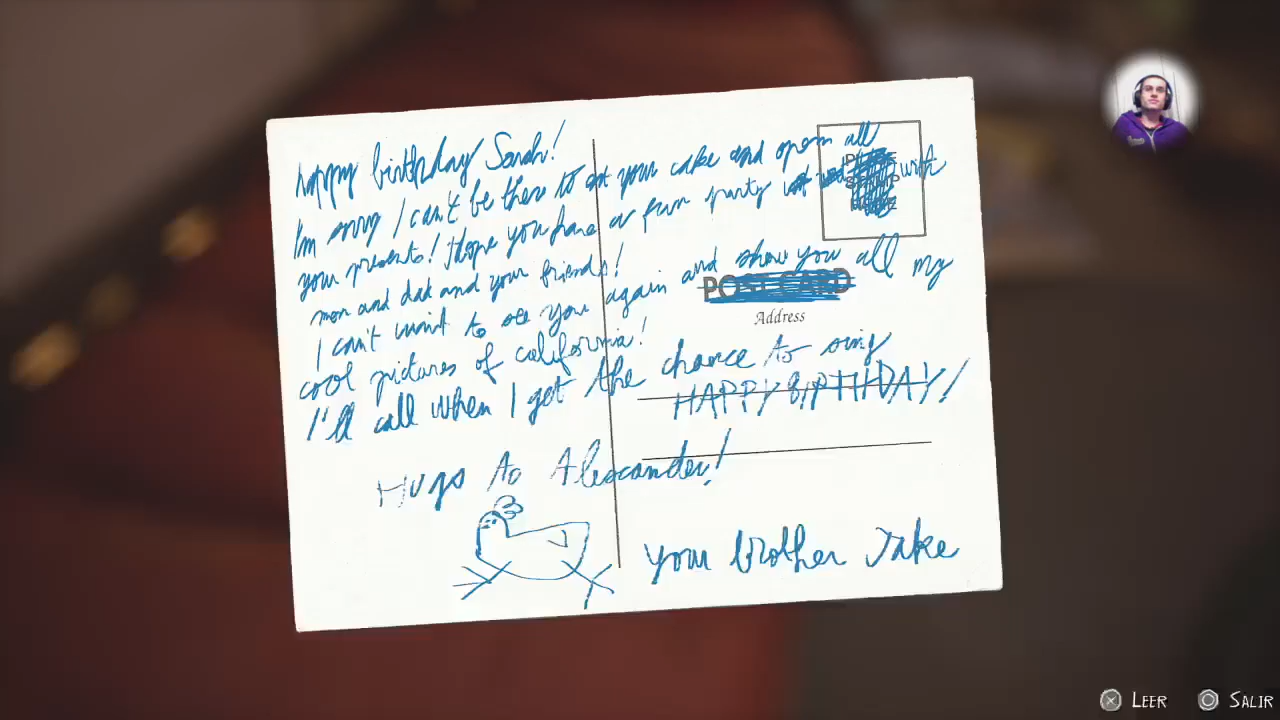 Happy birthday Sarah!
I'm sorry I can't be there to eat your cake and open all
your presents! I hope you have a fun party with
mom and dad and your friends!
I can't wait to see you again and show you all my
cool pictures of california!
I'll call when I get the chance to sing
HAPPY BIRTHDAY!
Hugs to Alexander!
your brother Jake
POST CARD
Address
LEER
SALIR